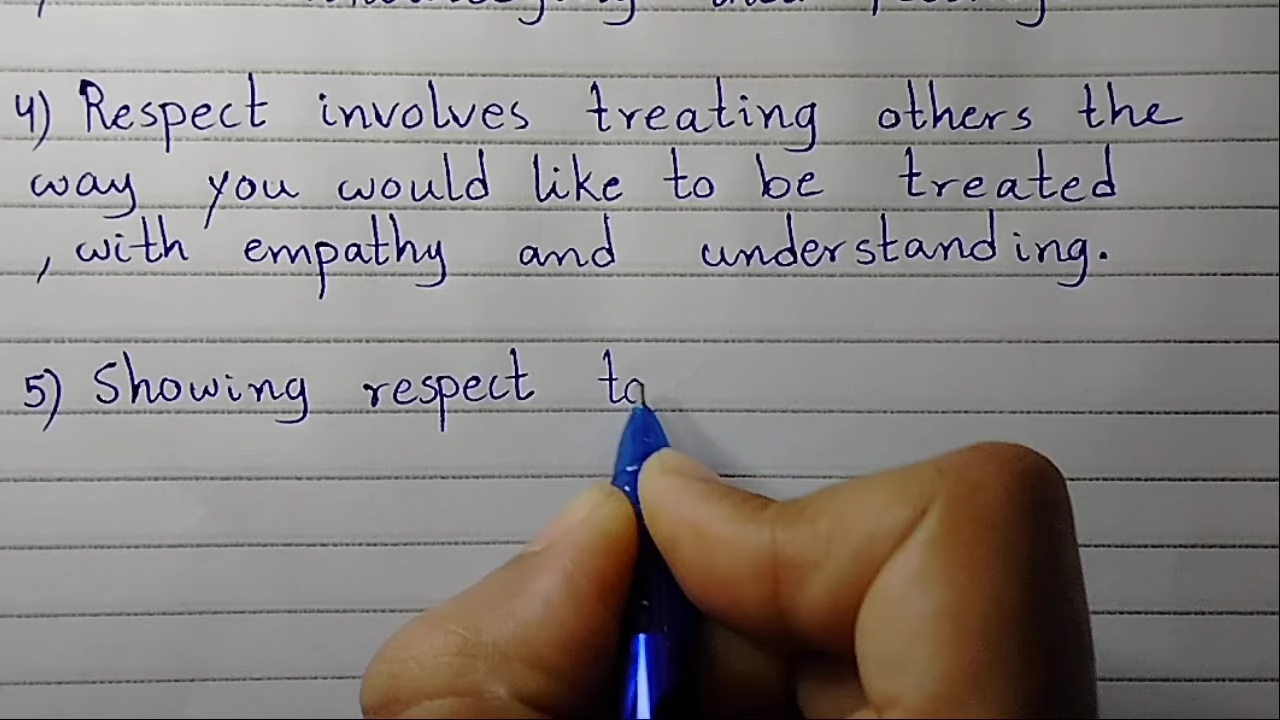 4) Respect involves treating others the
way you would like to be treated
, with empathy and understanding.
5) Showing respect to